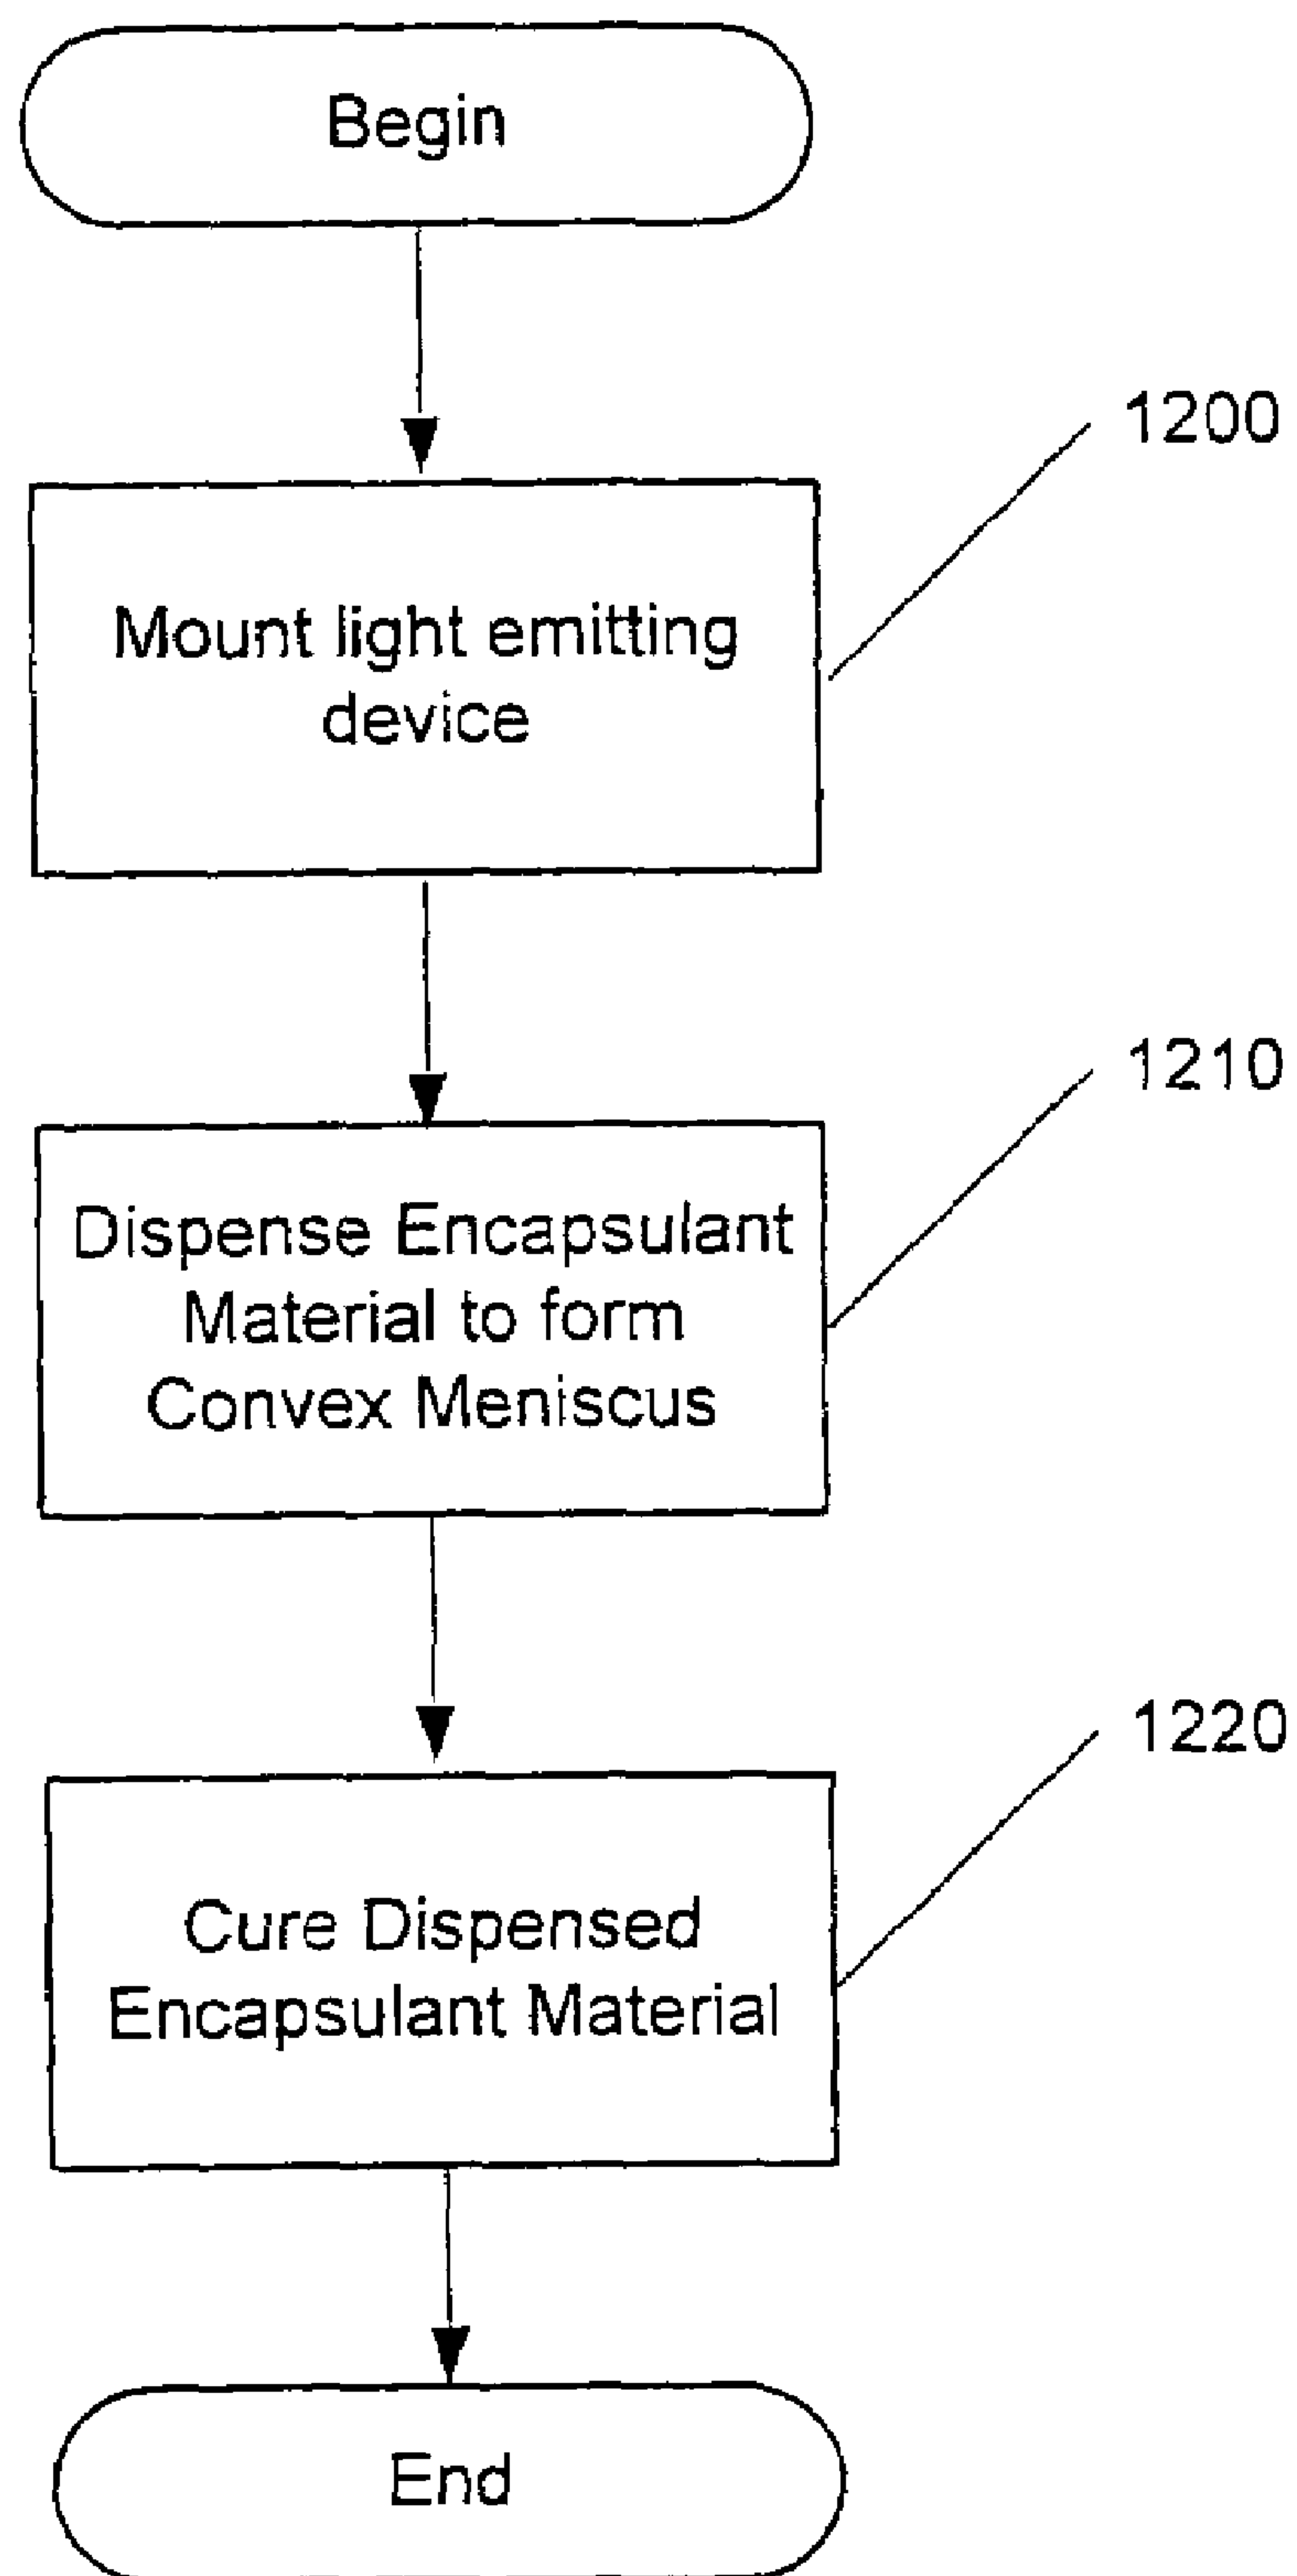 Begin
1200
Mount light emitting
device
1210
Dispense Encapsulant
Material to form
Convex Meniscus
1220
Cure Dispensed
Encapsulant Material
End